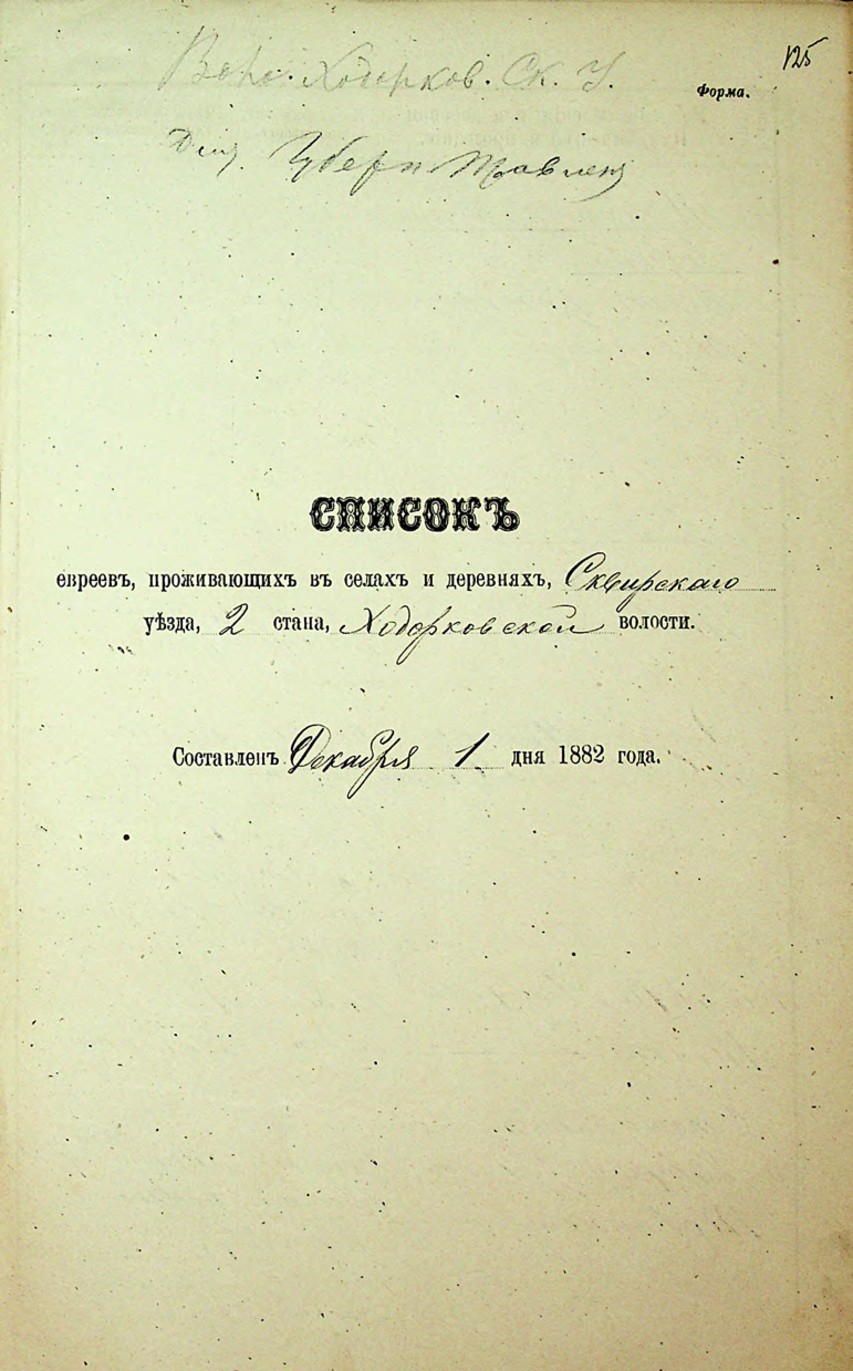 125
Ходорков. Ск. У.
Форма.
Губерн Правлен
СПИСОКЪ
евреевъ, проживающихъ въ селахъ и деревняхъ, Сквирскаго
уѣзда, 2 стана, Ходорковской волости.
Составленъ Декабря 1 дня 1882 года.